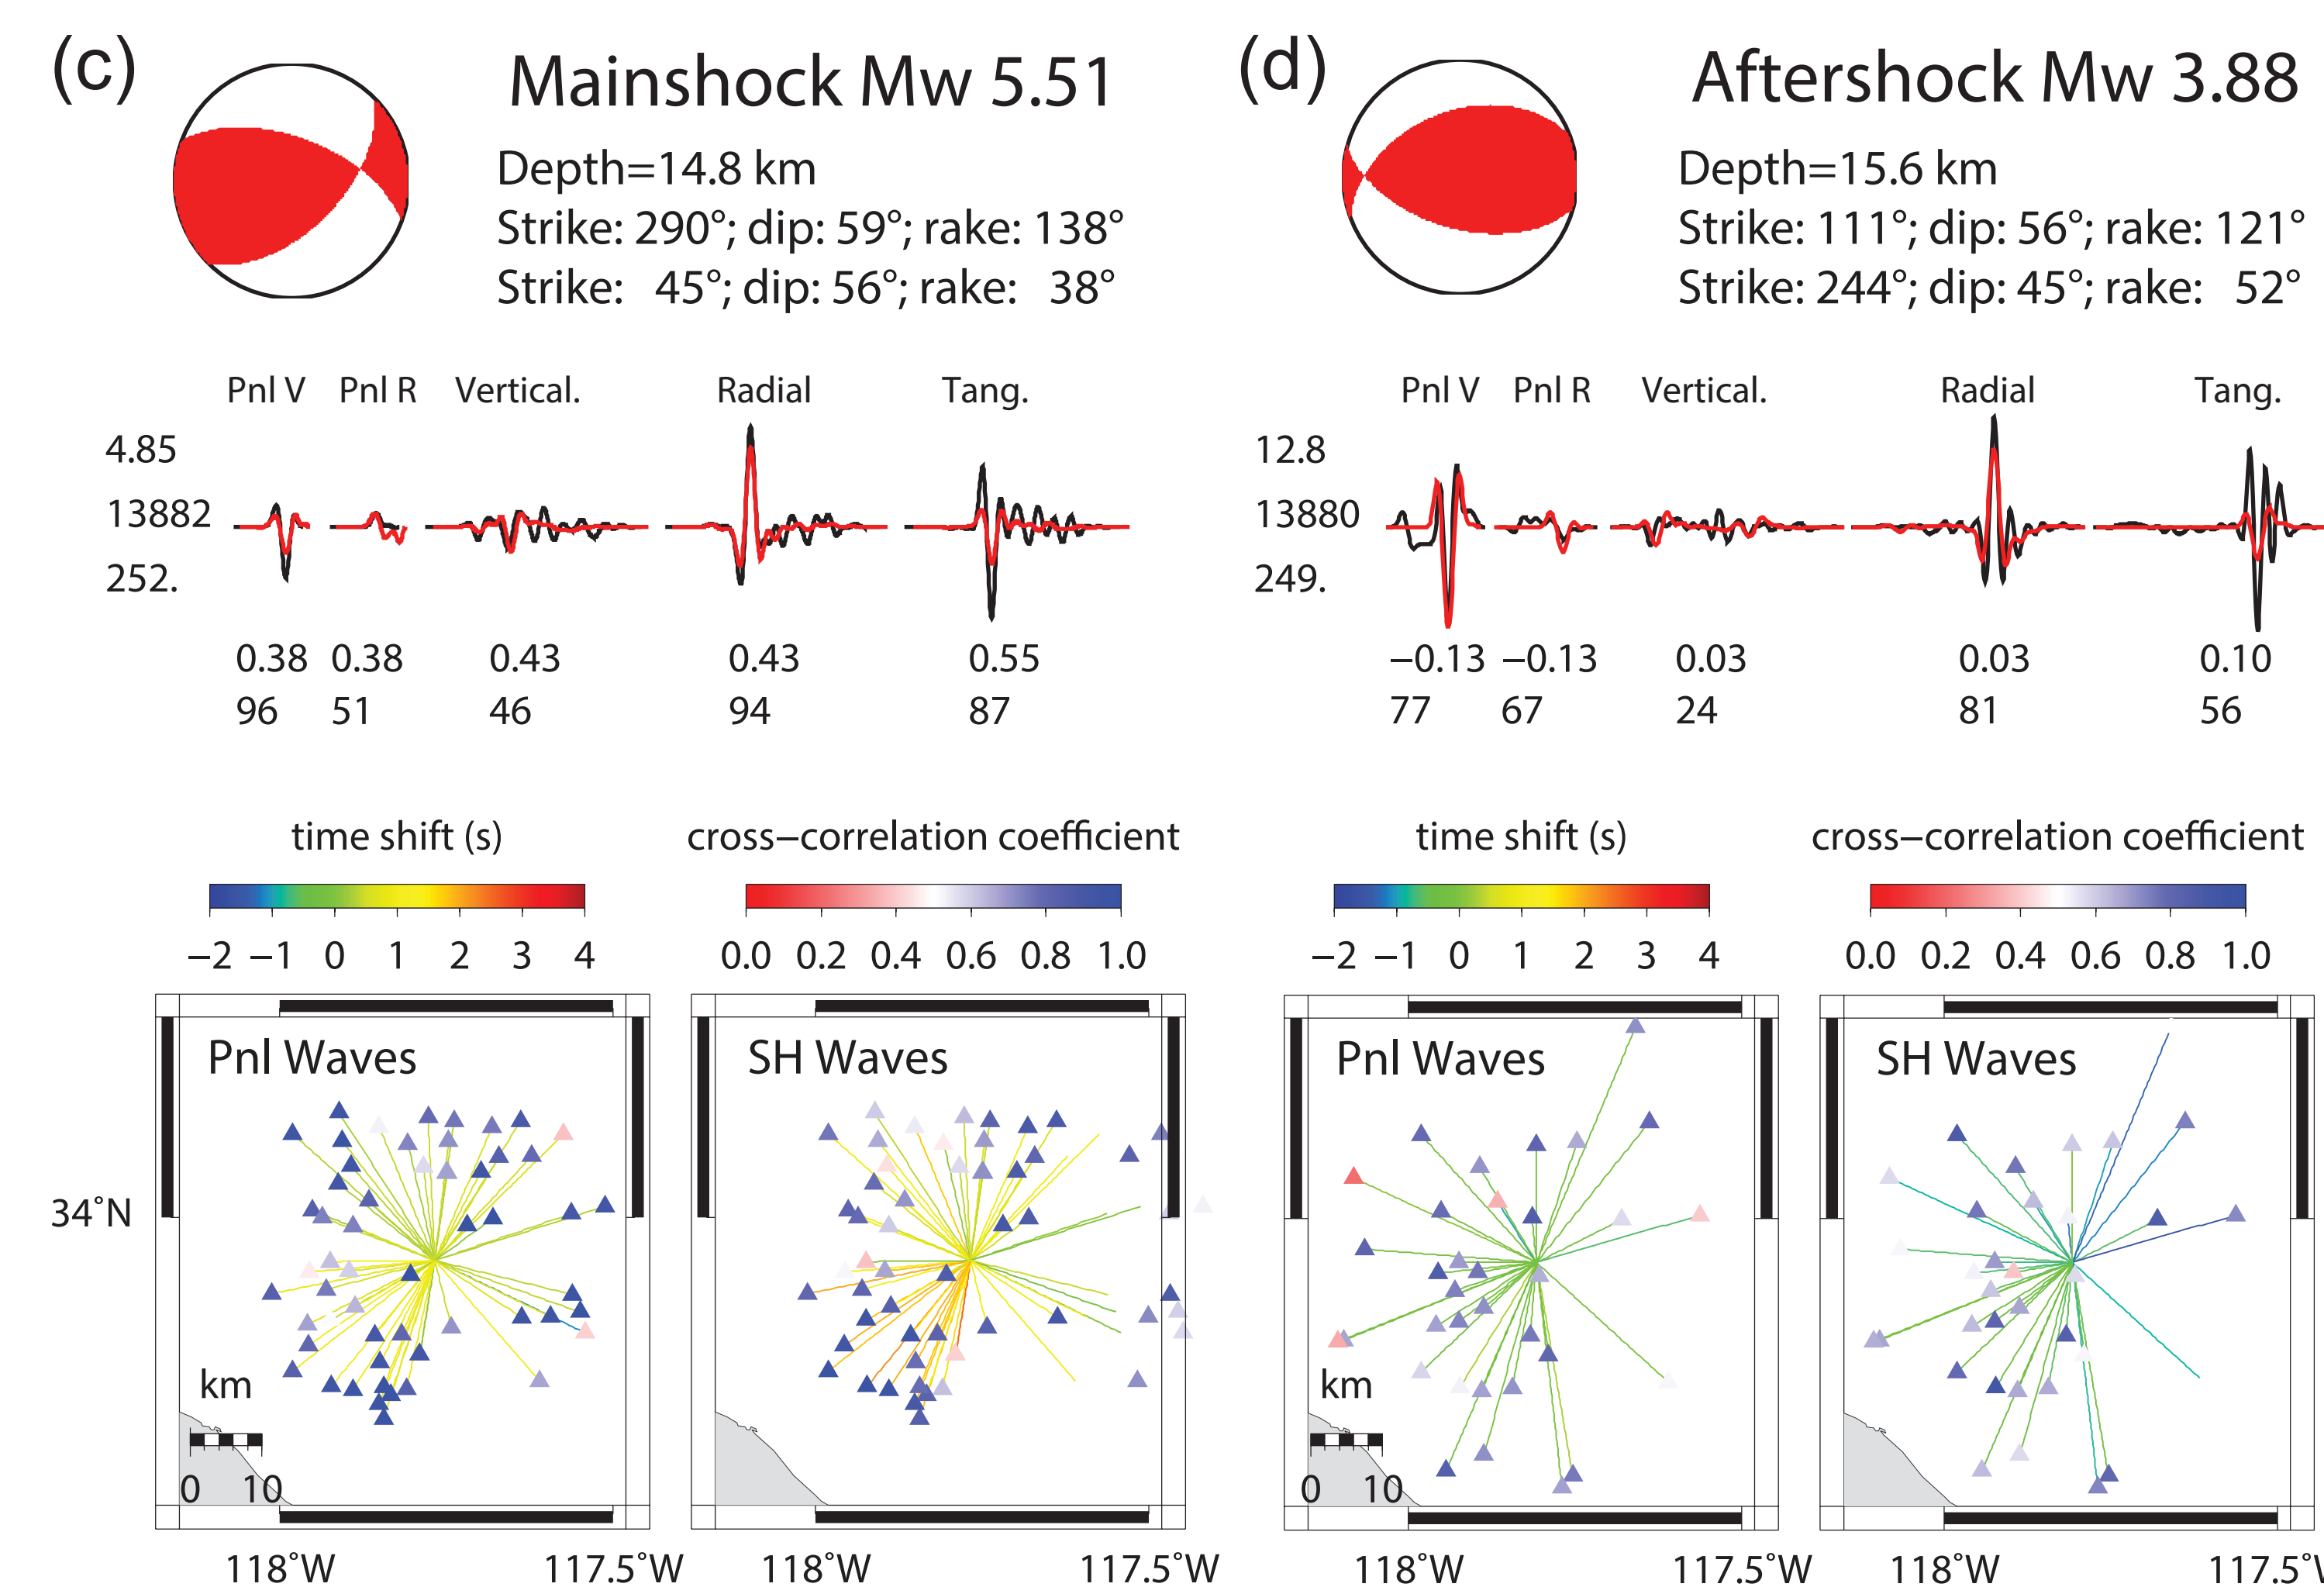 (c)
Mainshock Mw 5.51
Depth=14.8 km
Strike: 290°; dip: 59°; rake: 138°
Strike: 45°; dip: 56°; rake: 38°
Pnl V Pnl R Vertical. Radial Tang.
4.85
13882
252.
0.38 0.38 0.43 0.43 0.55
96 51 46 94 87
time shift (s)
−2 −1 0 1 2 3 4
cross−correlation coefficient
0.0 0.2 0.4 0.6 0.8 1.0
Pnl Waves
SH Waves
34°N
km
0 10
118°W 117.5°W 118°W 117.5°W
(d)
Aftershock Mw 3.88
Depth=15.6 km
Strike: 111°; dip: 56°; rake: 121°
Strike: 244°; dip: 45°; rake: 52°
Pnl V Pnl R Vertical. Radial Tang.
12.8
13880
249.
−0.13 −0.13 0.03 0.03 0.10
77 67 24 81 56
time shift (s)
−2 −1 0 1 2 3 4
cross−correlation coefficient
0.0 0.2 0.4 0.6 0.8 1.0
Pnl Waves
SH Waves
km
0 10
118°W 117.5°W 118°W 117.5°W